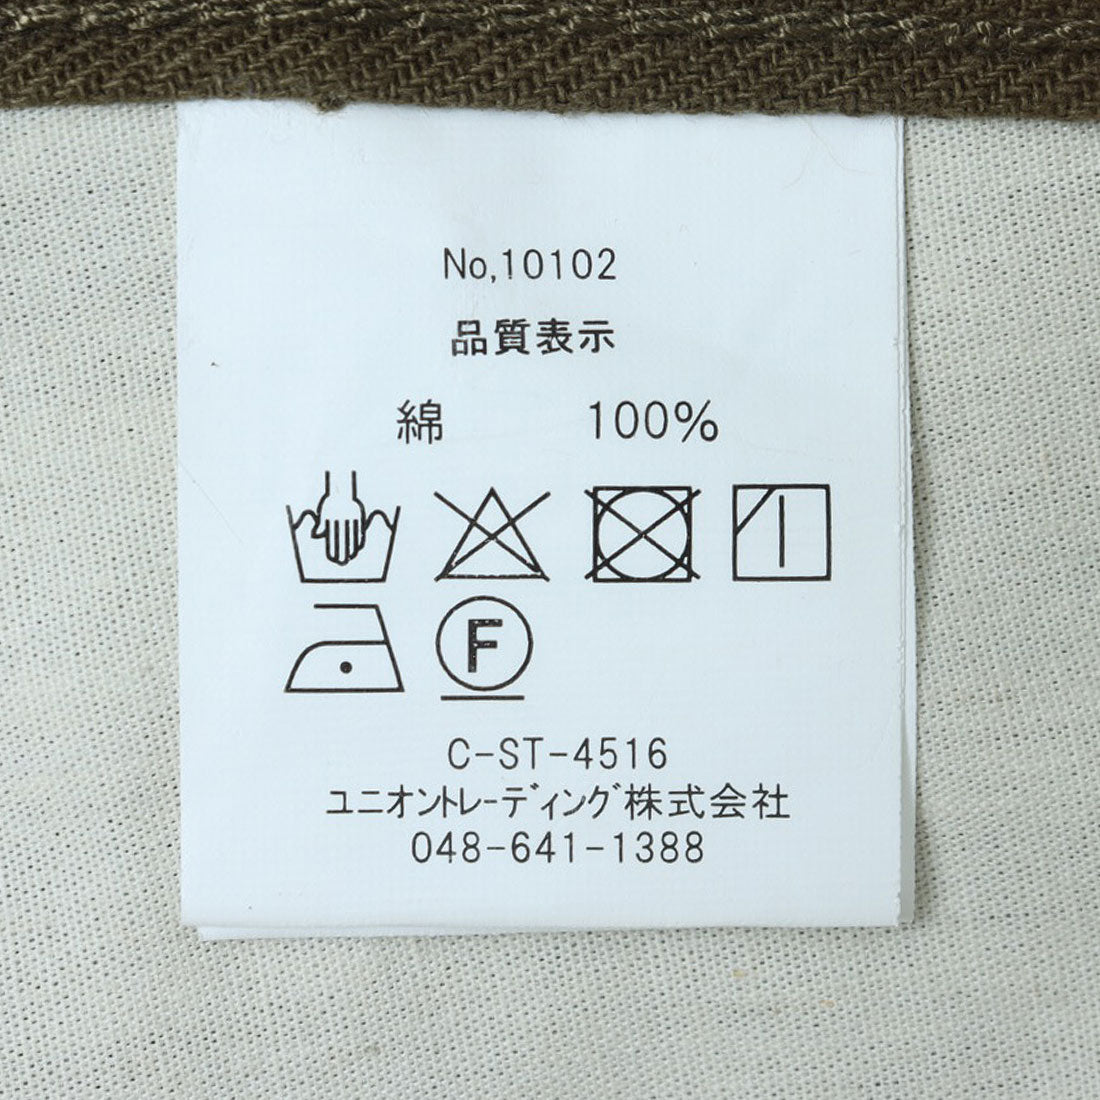 No,10102
品質表示
綿 100%
F
C-ST-4516
ユニオントレーディング株式会社
048-641-1388